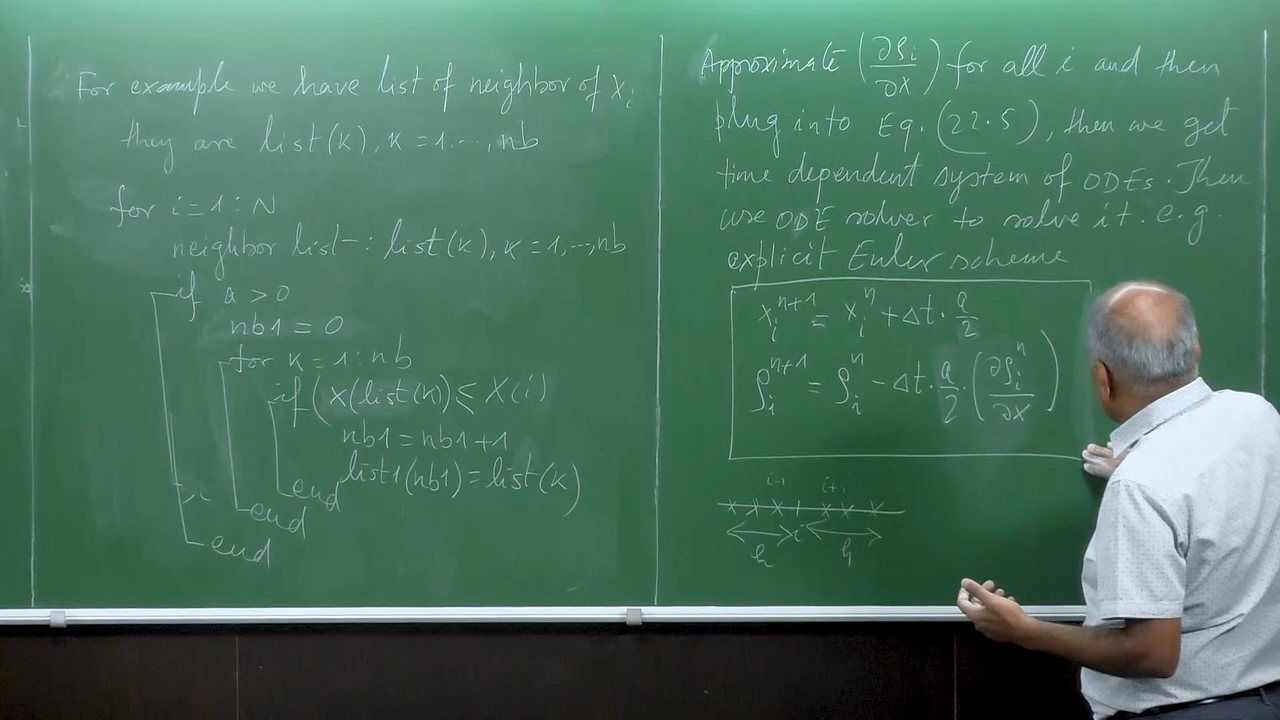 For example we have list of neighbor of x_i
they are list(k), k = 1...., nb
for i = 1 : N
neighbor list : list(k), k = 1,..., nb
if a > 0
nb1 = 0
for k = 1 : nb
if ( X(list(k) ≤ X(i)
nb1 = nb1 + 1
list1(nb1) = list(k)
end
end
end
Approximate (∂ρ_i/∂x) for all i and then
plug into Eq. (22.5), then we get
time dependent system of ODEs. Then
use ODE solver to solve it. e.g.
explicit Euler scheme
x_i^{n+1} = x_i^n + Δt · a/2
ρ_i^{n+1} = ρ_i^n − Δt · a/2 · (∂ρ_i^n/∂x)
i-1 i+1
x x x x x x
i
h h